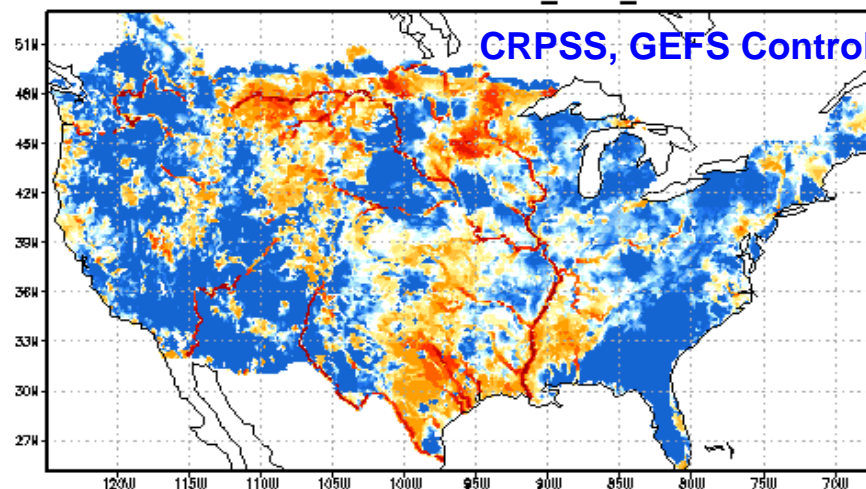 CRPSS, GEFS Control
51N
48N
45N
42N
39N
36N
33N
30N
27N
120W 115W 110W 105W 100W 95W 90W 85W 80W 75W 70W